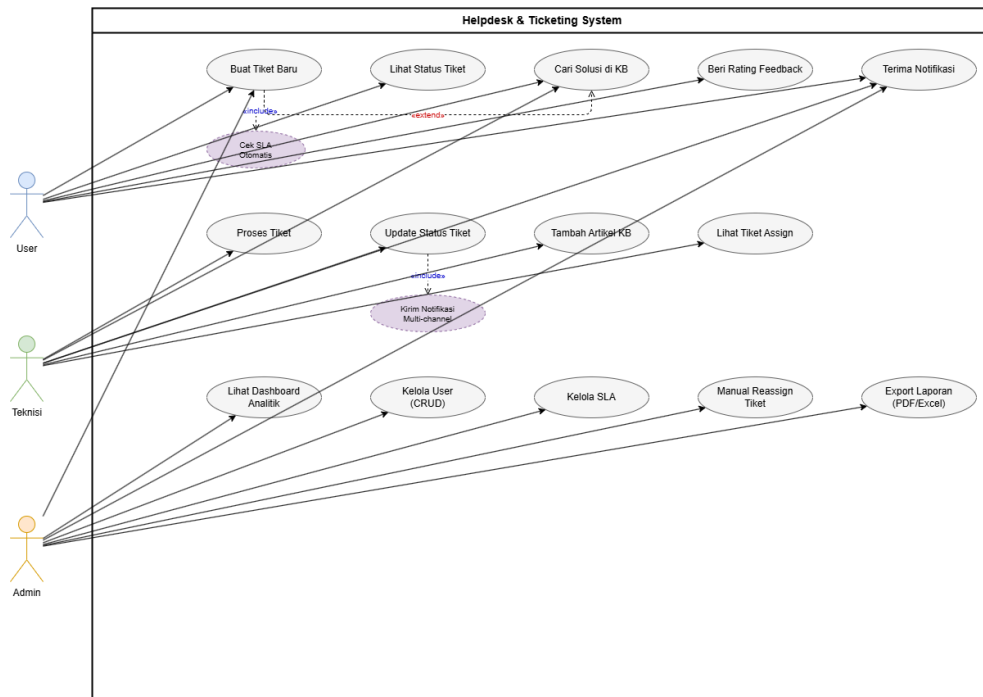 Helpdesk & Ticketing System
Buat Tiket Baru
Lihat Status Tiket
Cari Solusi di KB
Beri Rating Feedback
Terima Notifikasi
«include»
«extend»
Cek SLA
Otomatis
User
Proses Tiket
Update Status Tiket
Tambah Artikel KB
Lihat Tiket Assign
«include»
Kirim Notifikasi
Multi-channel
Teknisi
Lihat Dashboard
Analitik
Kelola User
(CRUD)
Kelola SLA
Manual Reassign
Tiket
Export Laporan
(PDF/Excel)
Admin